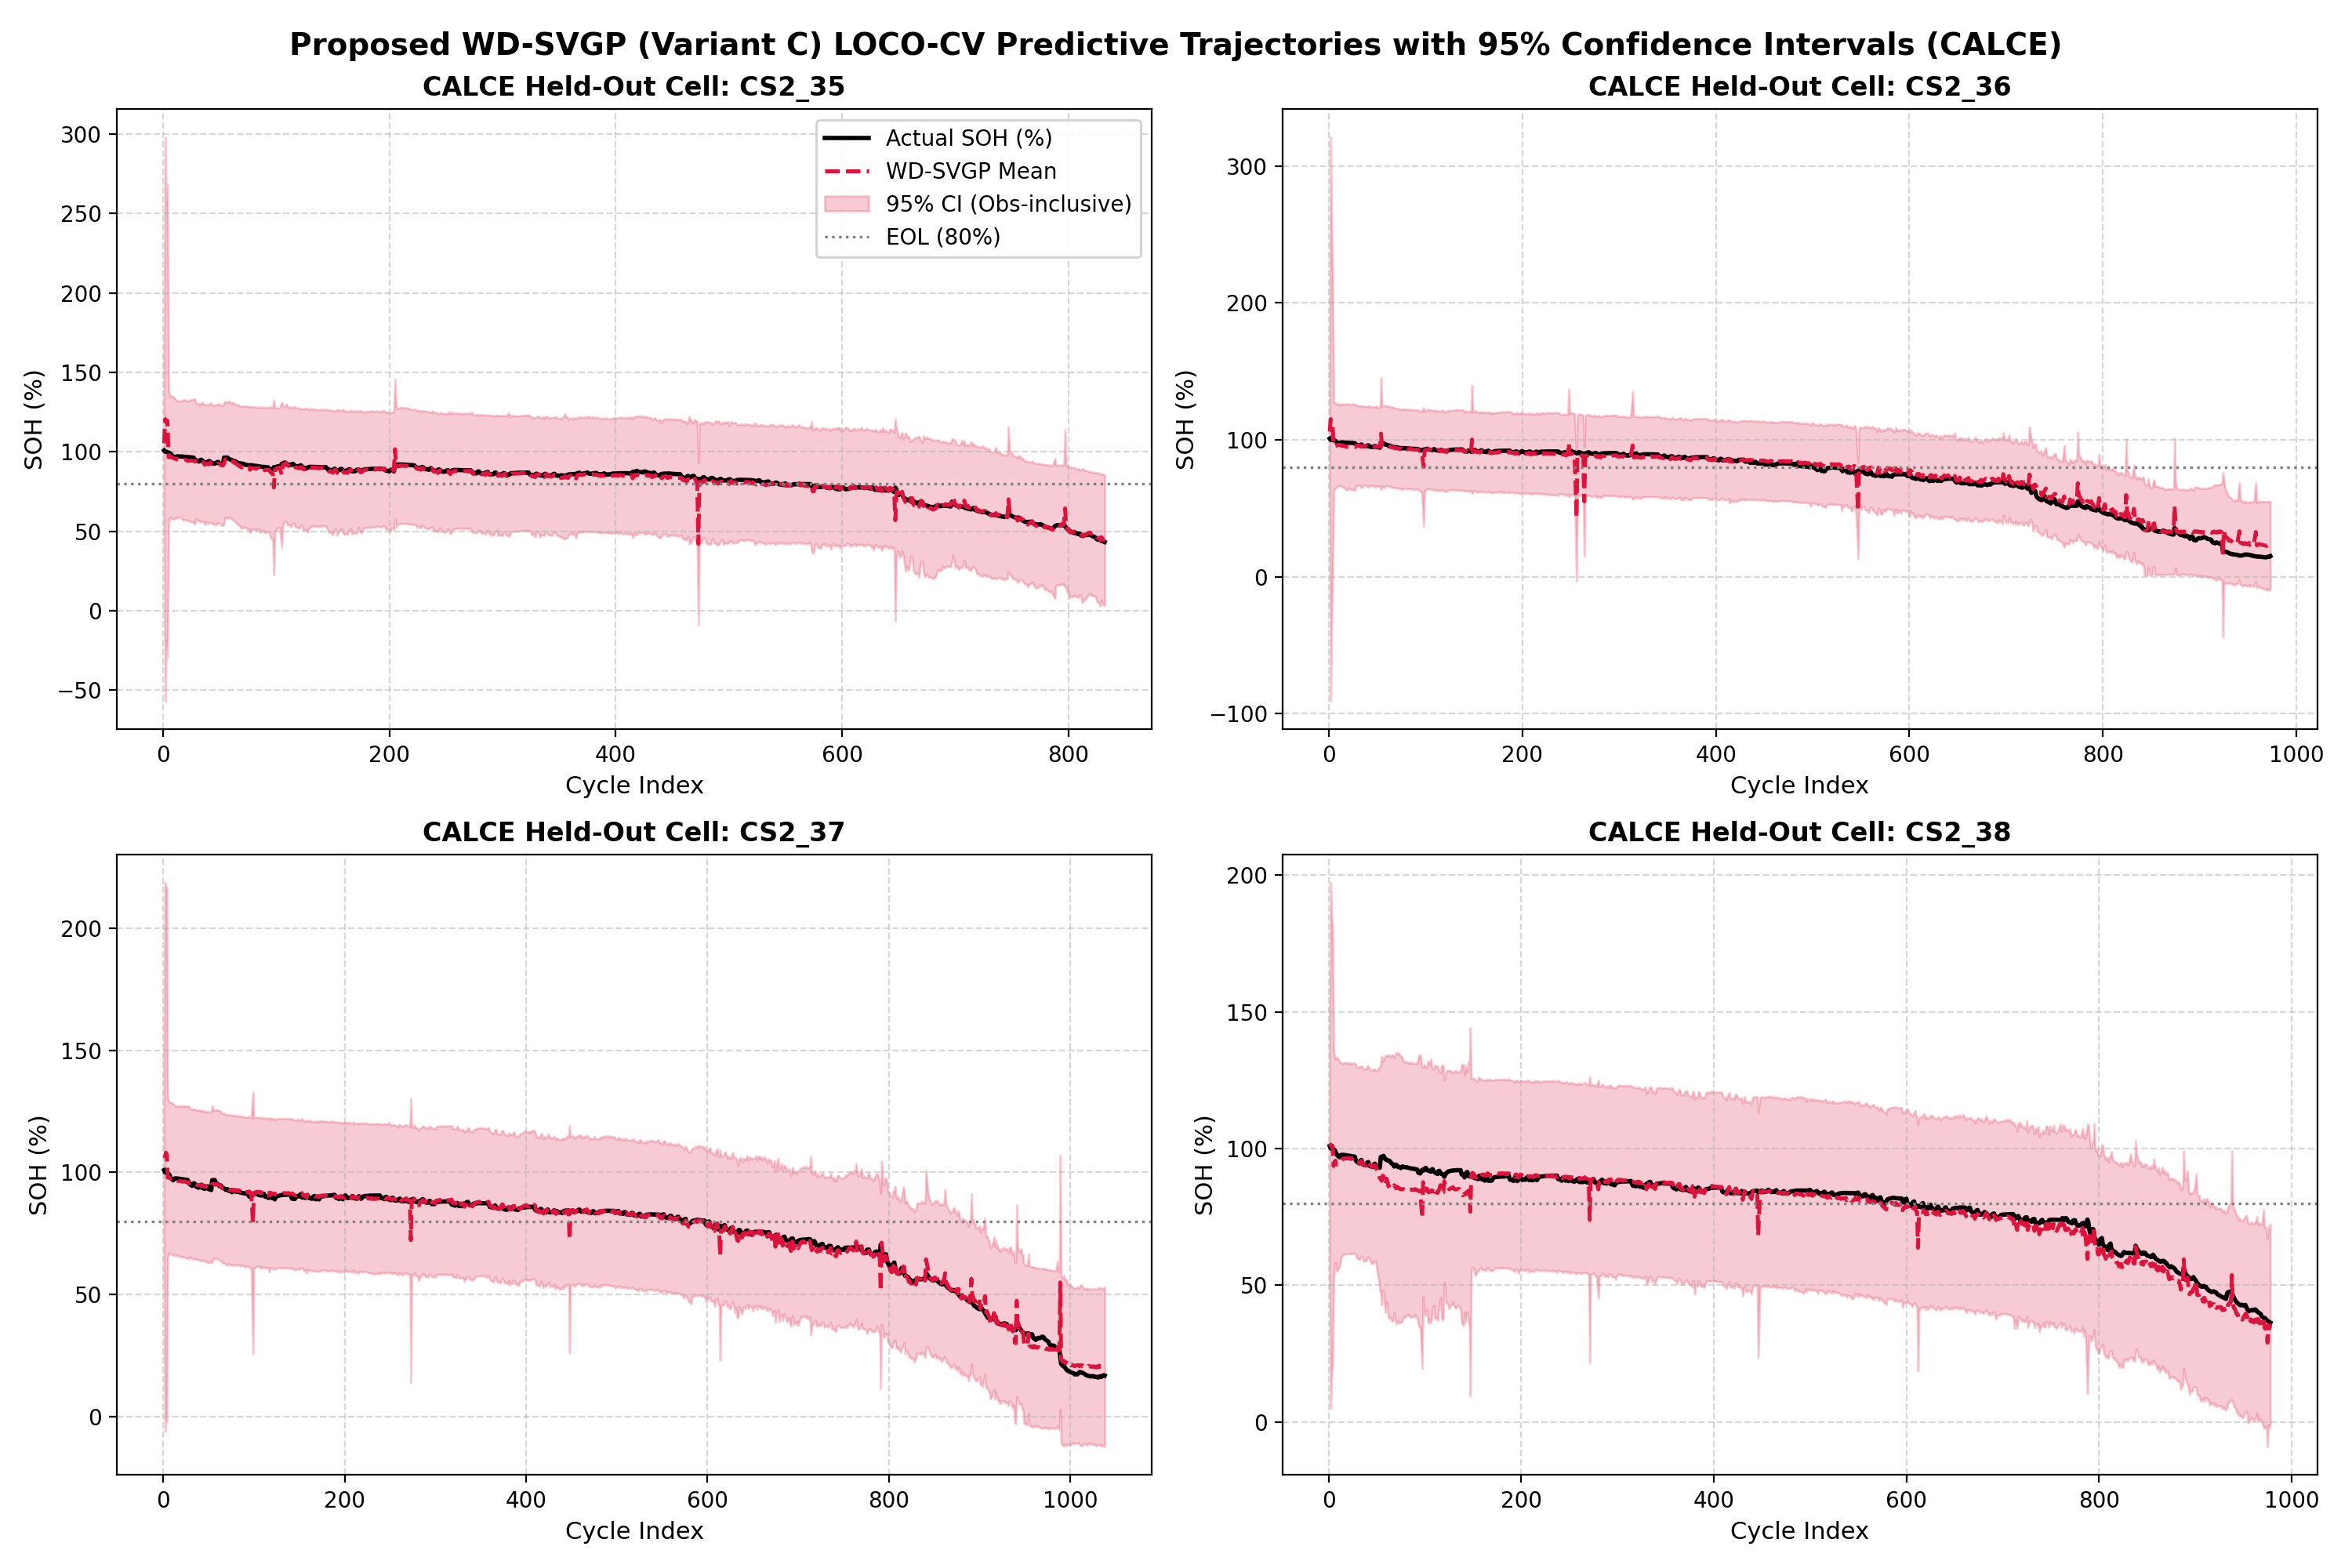 Proposed WD-SVGP (Variant C) LOCO-CV Predictive Trajectories with 95% Confidence Intervals (CALCE)
CALCE Held-Out Cell: CS2_35
300
250
200
150
100
50
0
−50
SOH (%)
0 200 400 600 800
Cycle Index
Actual SOH (%)
WD-SVGP Mean
95% CI (Obs-inclusive)
EOL (80%)
CALCE Held-Out Cell: CS2_36
300
200
100
0
−100
SOH (%)
0 200 400 600 800 1000
Cycle Index
CALCE Held-Out Cell: CS2_37
200
150
100
50
0
SOH (%)
0 200 400 600 800 1000
Cycle Index
CALCE Held-Out Cell: CS2_38
200
150
100
50
0
SOH (%)
0 200 400 600 800 1000
Cycle Index